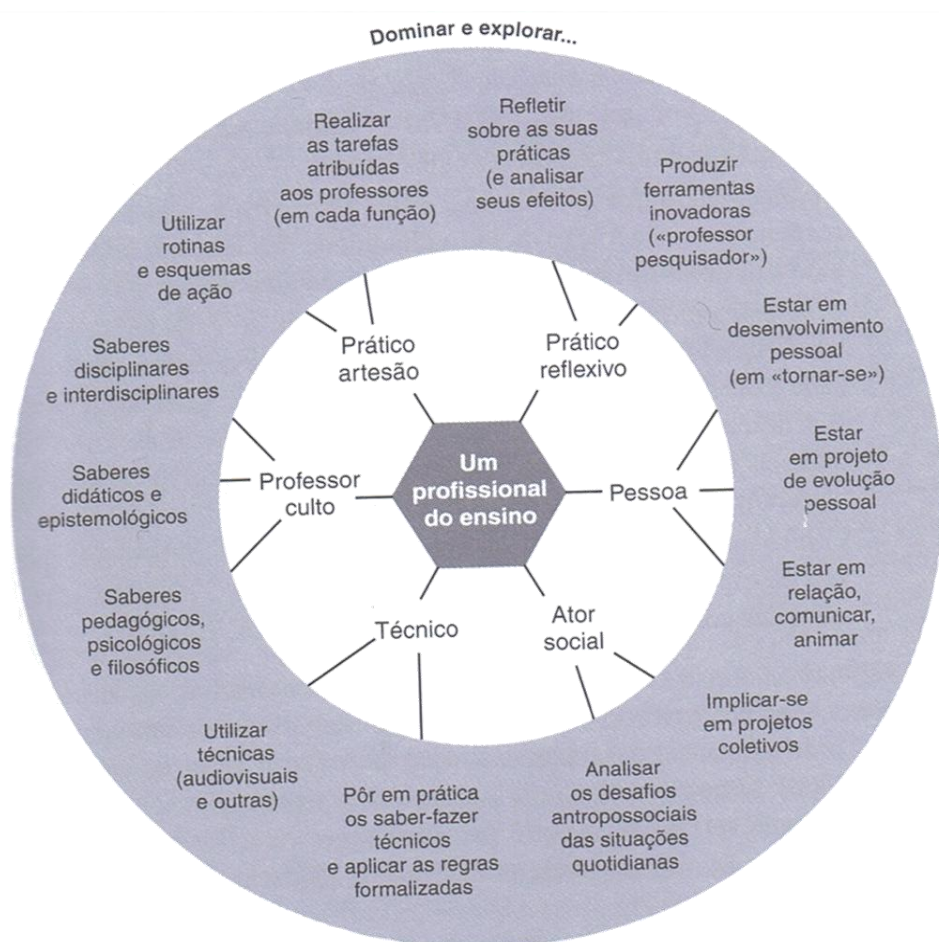 Dominar e explorar...
Realizar
as tarefas
atribuídas
aos professores
(em cada função)
Refletir
sobre as suas
práticas
(e analisar
seus efeitos)
Produzir
ferramentas
inovadoras
(«professor
pesquisador»)
Utilizar
rotinas
e esquemas
de ação
Estar em
desenvolvimento
pessoal
(em «tornar-se»)
Saberes
disciplinares
e interdisciplinares
Prático
artesão
Prático
reflexivo
Estar
em projeto
de evolução
pessoal
Saberes
didáticos e
epistemológicos
Professor
culto
Um
profissional
do ensino
Pessoa
Estar em
relação,
comunicar,
animar
Saberes
pedagógicos,
psicológicos
e filosóficos
Técnico
Ator
social
Implicar-se
em projetos
coletivos
Utilizar
técnicas
(audiovisuais
e outras)
Pôr em prática
os saber-fazer
técnicos
e aplicar as regras
formalizadas
Analisar
os desafios
antropossociais
das situações
quotidianas